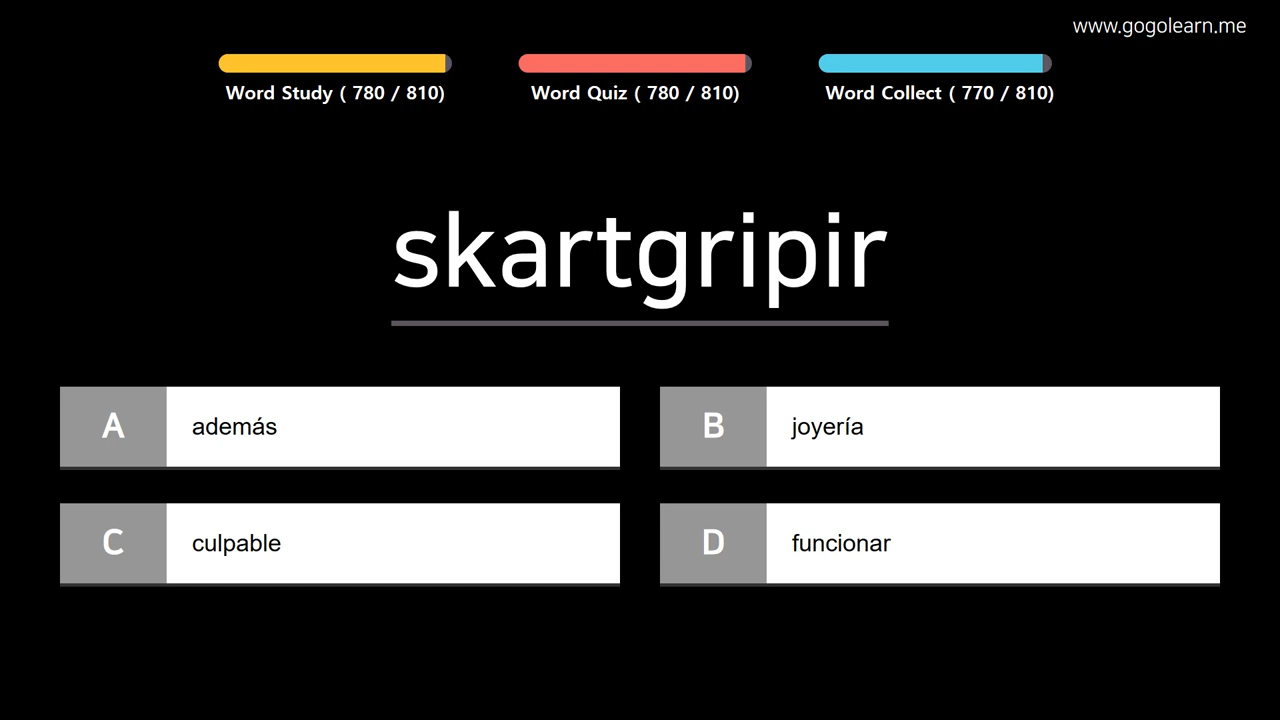 www.gogolearn.me
Word Study ( 780 / 810)
Word Quiz ( 780 / 810)
Word Collect ( 770 / 810)
skartgripir
A
además
B
joyería
C
culpable
D
funcionar